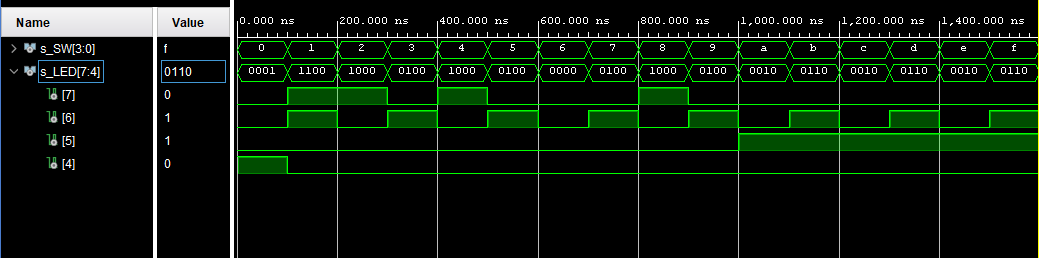 Name Value 0.000 ns 200.000 ns 400.000 ns 600.000 ns 800.000 ns 1,000.000 ns 1,200.000 ns 1,400.000 ns
s_SW[3:0] f 0 1 2 3 4 5 6 7 8 9 a b c d e f
s_LED[7:4] 0110 0001 1100 1000 0100 1000 0100 0000 0100 1000 0100 0010 0110 0010 0110 0010 0110
[7] 0
[6] 1
[5] 1
[4] 0